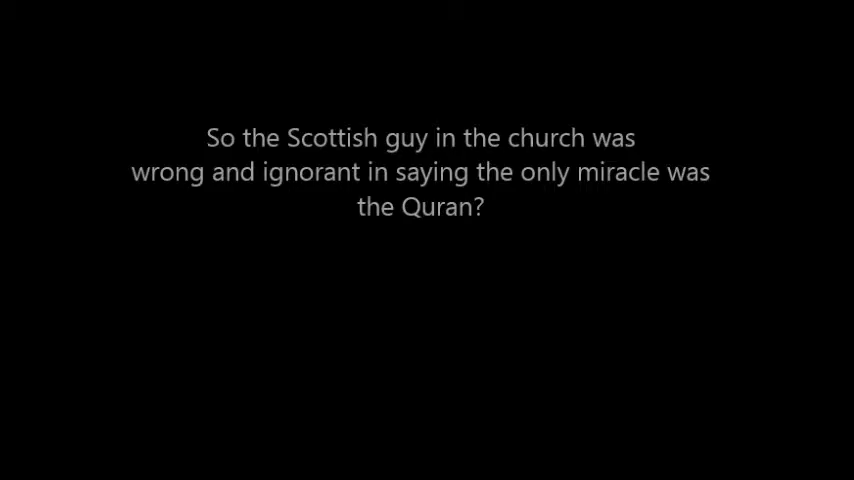 So the Scottish guy in the church was
wrong and ignorant in saying the only miracle was
the Quran?